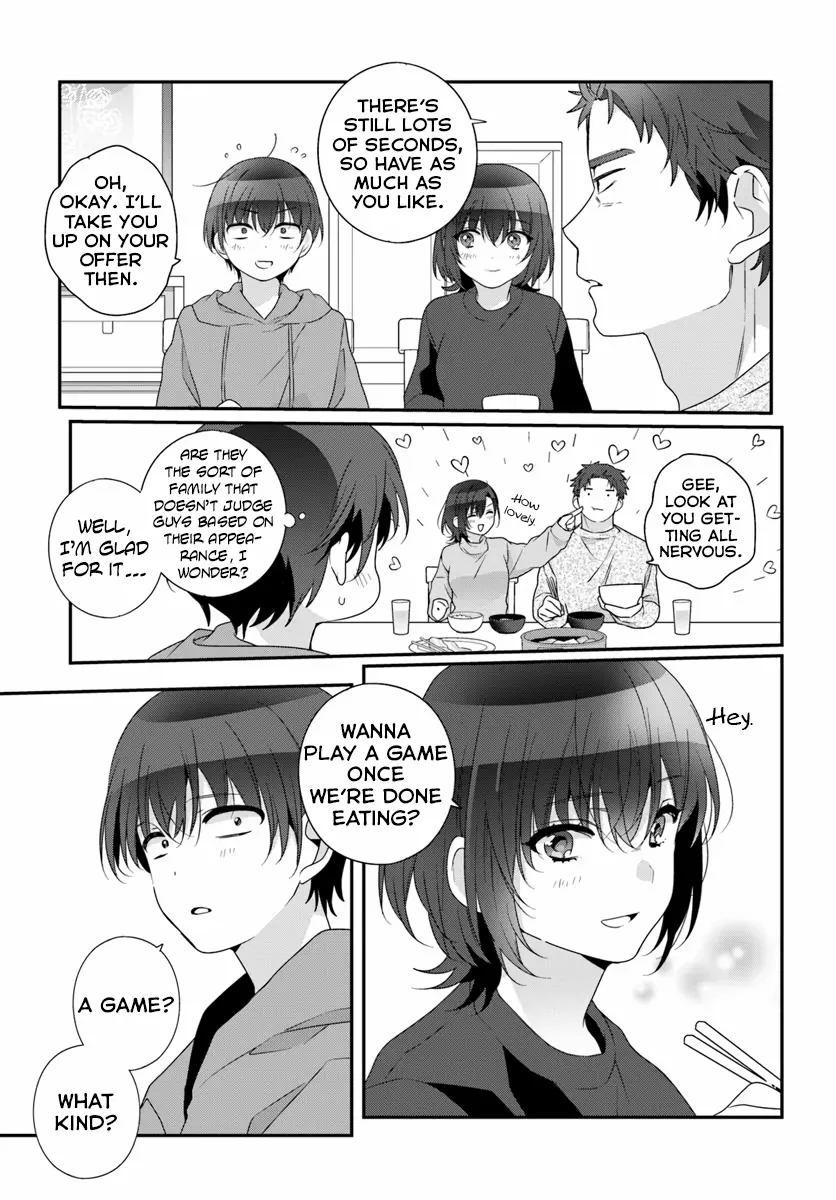 THERE'S
STILL LOTS
OF SECONDS,
SO HAVE AS
MUCH AS
YOU LIKE.
OH,
OKAY. I'LL
TAKE YOU
UP ON YOUR
OFFER
THEN.
GEE,
LOOK AT
YOU GET-
TING ALL
NERVOUS.
How
lovely.
ARE THEY
THE SORT OF
FAMILY THAT
DOESN'T JUDGE
GUYS BASED ON
THEIR APPEA-
RANCE, I
WONDER?
WELL,
I'M GLAD
FOR IT...
Hey.
WANNA
PLAY A GAME
ONCE
WE'RE DONE
EATING?
A GAME?
WHAT
KIND?